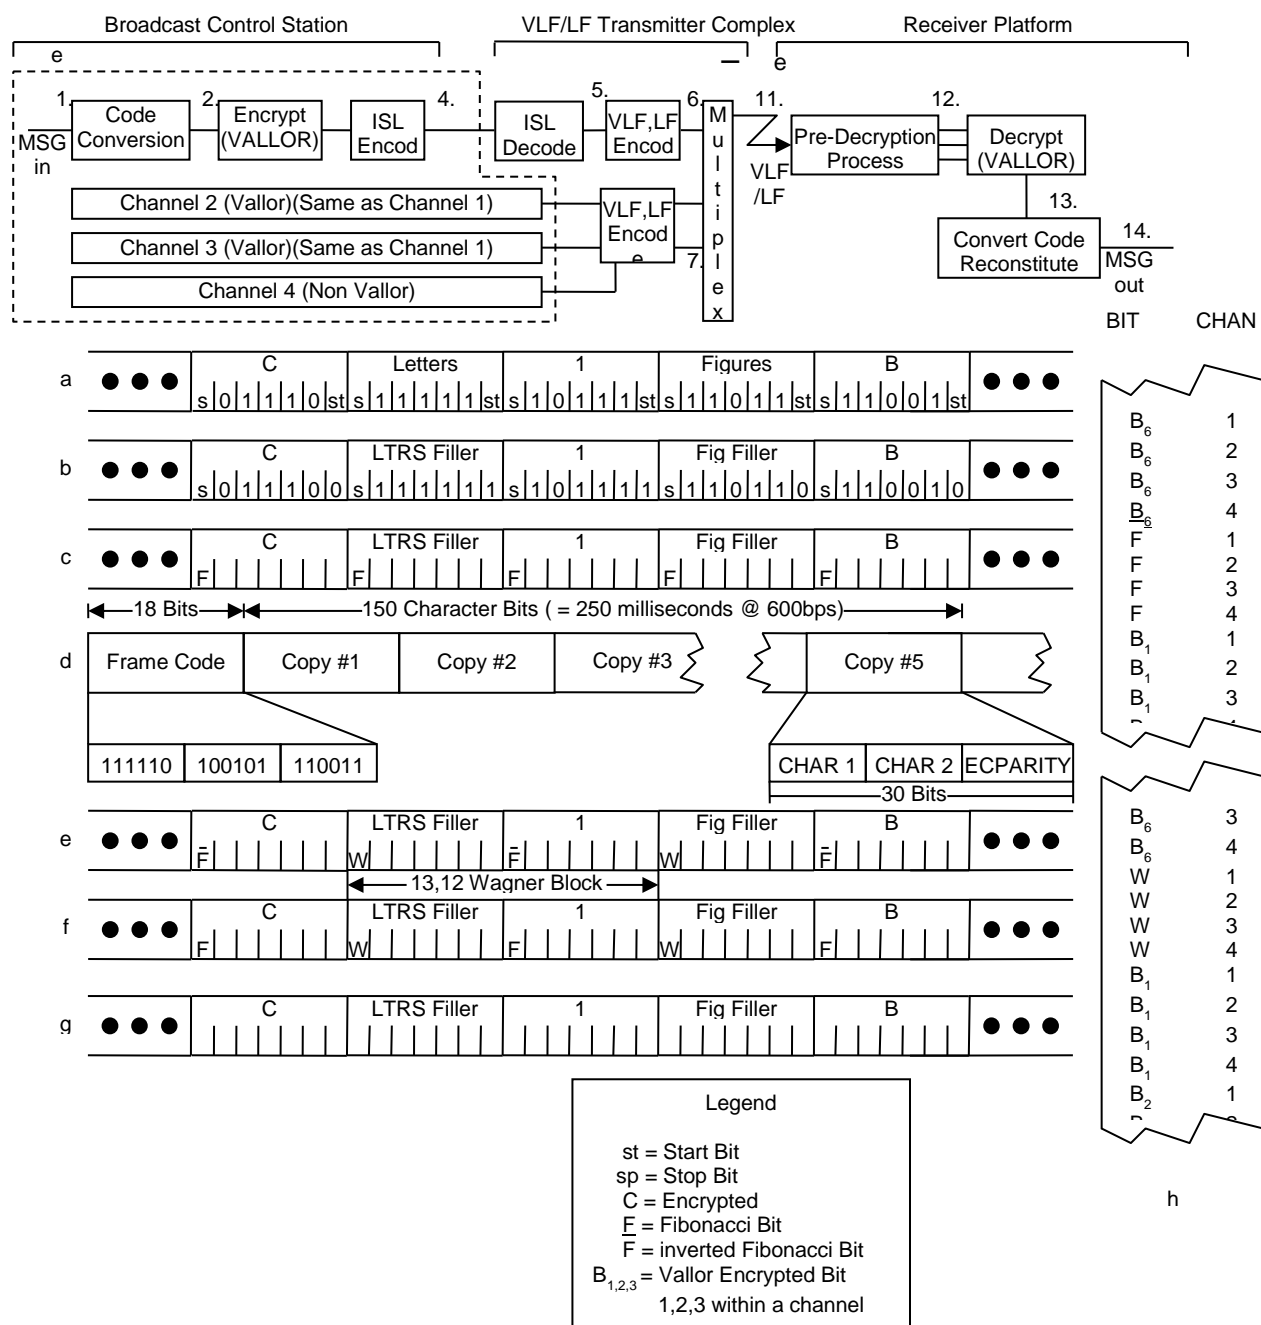 Broadcast Control Station VLF/LF Transmitter Complex Receiver Platform
e e
1. 2. 4. 5. 6. 11. 12.
MSG in
Code Conversion
Encrypt (VALLOR)
ISL Encod
ISL Decode
VLF,LF Encod
Multiplex
VLF /LF
Pre-Decryption Process
Decrypt (VALLOR)
13.
Channel 2 (Vallor)(Same as Channel 1)
Channel 3 (Vallor)(Same as Channel 1)
Channel 4 (Non Vallor)
VLF,LF Encod e
7.
Convert Code Reconstitute
14.
MSG out
BIT CHAN
a C Letters 1 Figures B
s 0 1 1 1 0 st s 1 1 1 1 1 st s 1 0 1 1 1 st s 1 1 0 1 1 st s 1 1 0 0 1 st
b C LTRS Filler 1 Fig Filler B
s 0 1 1 1 0 0 s 1 1 1 1 1 1 s 1 0 1 1 1 1 s 1 1 0 1 1 0 s 1 1 0 0 1 0
c C LTRS Filler 1 Fig Filler B
F F F F F
18 Bits 150 Character Bits ( = 250 milliseconds @ 600bps)
d Frame Code Copy #1 Copy #2 Copy #3 Copy #5
111110 100101 110011 CHAR 1 CHAR 2 ECPARITY
30 Bits
e C LTRS Filler 1 Fig Filler B
F̄ W F̄ W F̄
13,12 Wagner Block
f C LTRS Filler 1 Fig Filler B
F W F W F
g C LTRS Filler 1 Fig Filler B
B6 1
B6 2
B6 3
B6 4
F 1
F 2
F 3
F 4
B1 1
B1 2
B1 3
B6 3
B6 4
W 1
W 2
W 3
W 4
B1 1
B1 2
B1 3
B1 4
B2 1
h
Legend
st = Start Bit
sp = Stop Bit
C = Encrypted
F = Fibonacci Bit
F̄ = inverted Fibonacci Bit
B1,2,3 = Vallor Encrypted Bit
1,2,3 within a channel